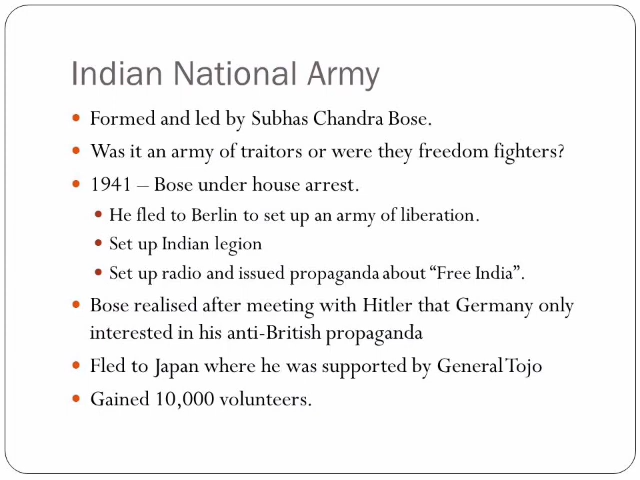 Indian National Army
• Formed and led by Subhas Chandra Bose.
• Was it an army of traitors or were they freedom fighters?
• 1941 – Bose under house arrest.
• He fled to Berlin to set up an army of liberation.
• Set up Indian legion
• Set up radio and issued propaganda about “Free India”.
• Bose realised after meeting with Hitler that Germany only
interested in his anti-British propaganda
• Fled to Japan where he was supported by General Tojo
• Gained 10,000 volunteers.